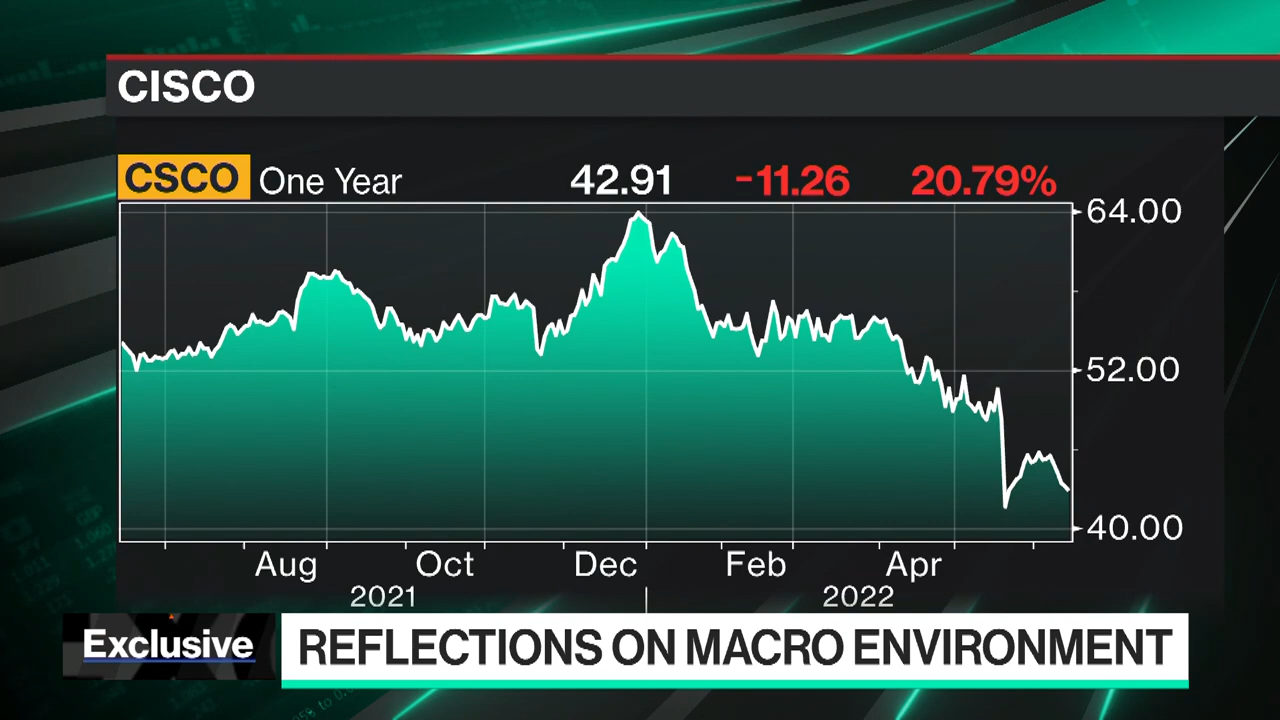 CISCO
CSCO One Year 42.91 -11.26 20.79%
64.00
52.00
40.00
Aug Oct Dec Feb Apr
2021 2022
Exclusive
REFLECTIONS ON MACRO ENVIRONMENT